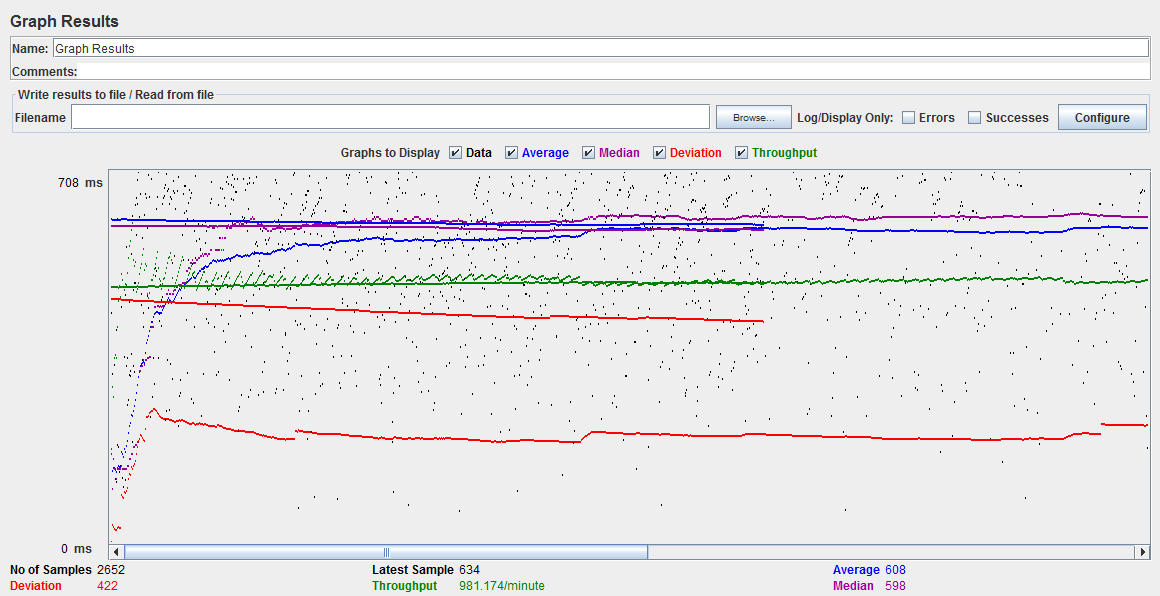 Graph Results
Name: Graph Results
Comments:
Write results to file / Read from file
Filename Browse... Log/Display Only: Errors Successes Configure
Graphs to Display Data Average Median Deviation Throughput
708 ms
0 ms
No of Samples 2652 Latest Sample 634 Average 608
Deviation 422 Throughput 981.174/minute Median 598